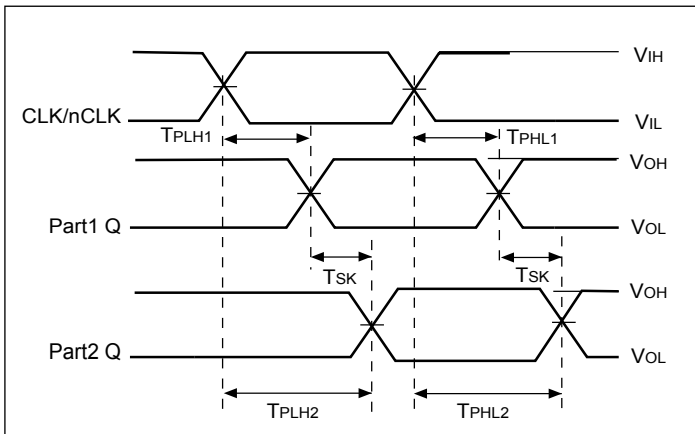 VIH
CLK/nCLK
VIL
TPLH1
TPHL1
VOH
Part1 Q
VOL
TSK
TSK
VOH
Part2 Q
VOL
TPLH2
TPHL2